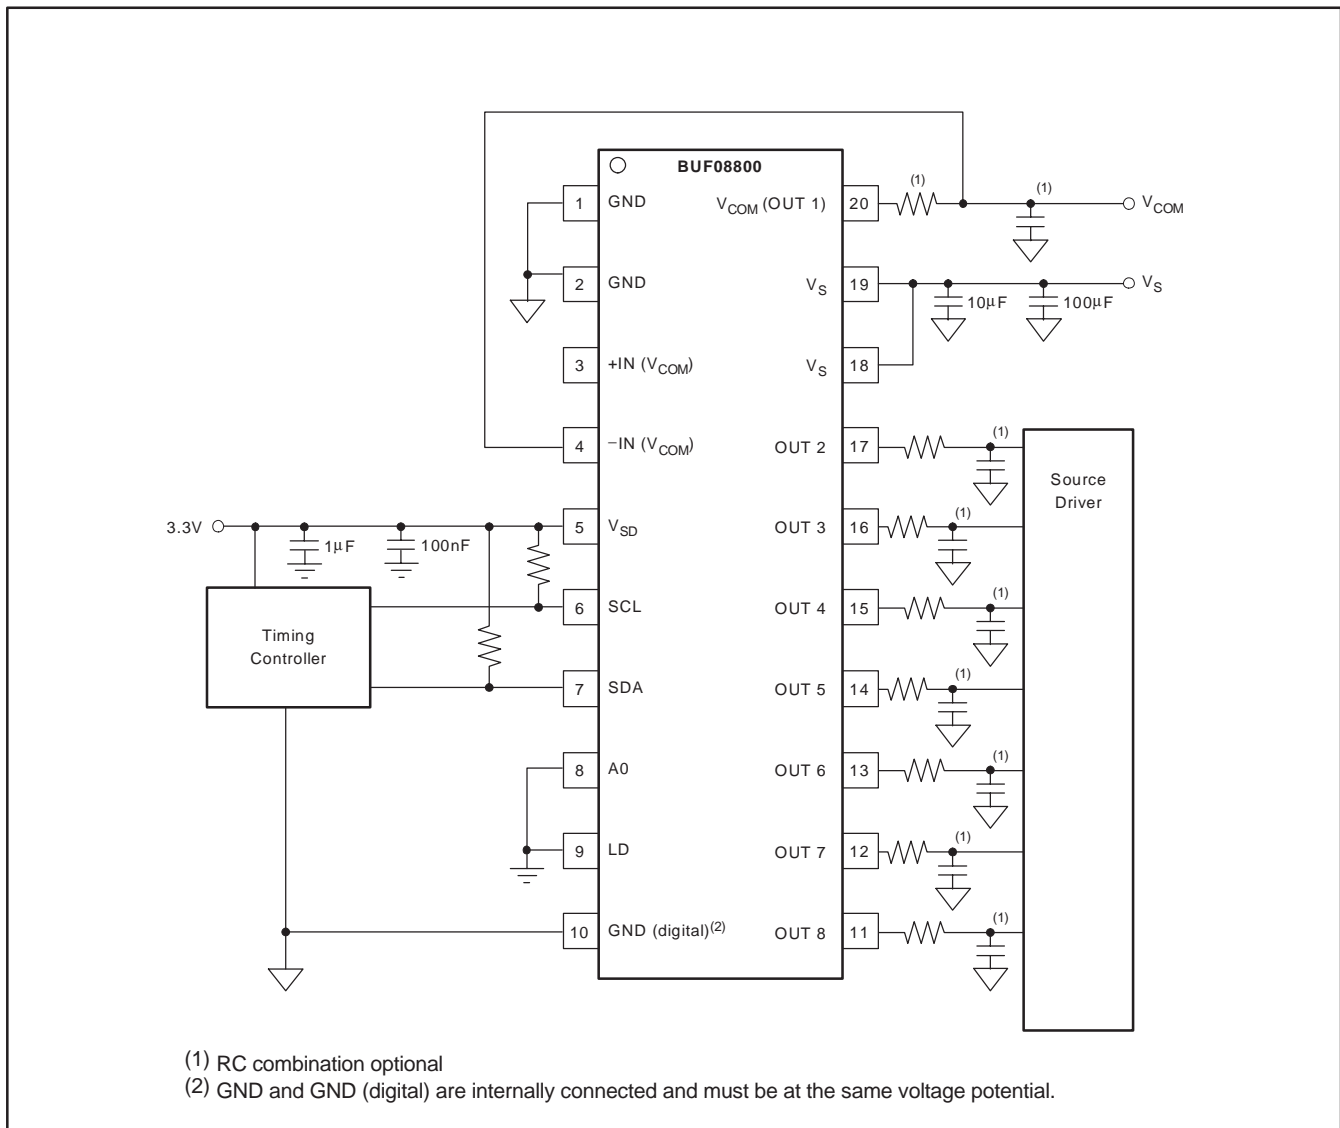 BUF08800
1 GND
V_COM (OUT 1) 20 (1) (1) V_COM
2 GND
V_S 19 10μF 100μF V_S
3 +IN (V_COM)
V_S 18
4 −IN (V_COM)
OUT 2 17 (1)
Source
Driver
3.3V 1μF 100nF 5 V_SD
OUT 3 16 (1)
6 SCL
OUT 4 15 (1)
Timing
Controller
7 SDA
OUT 5 14 (1)
8 A0
OUT 6 13 (1)
9 LD
OUT 7 12 (1)
10 GND (digital)(2)
OUT 8 11 (1)
(1) RC combination optional
(2) GND and GND (digital) are internally connected and must be at the same voltage potential.